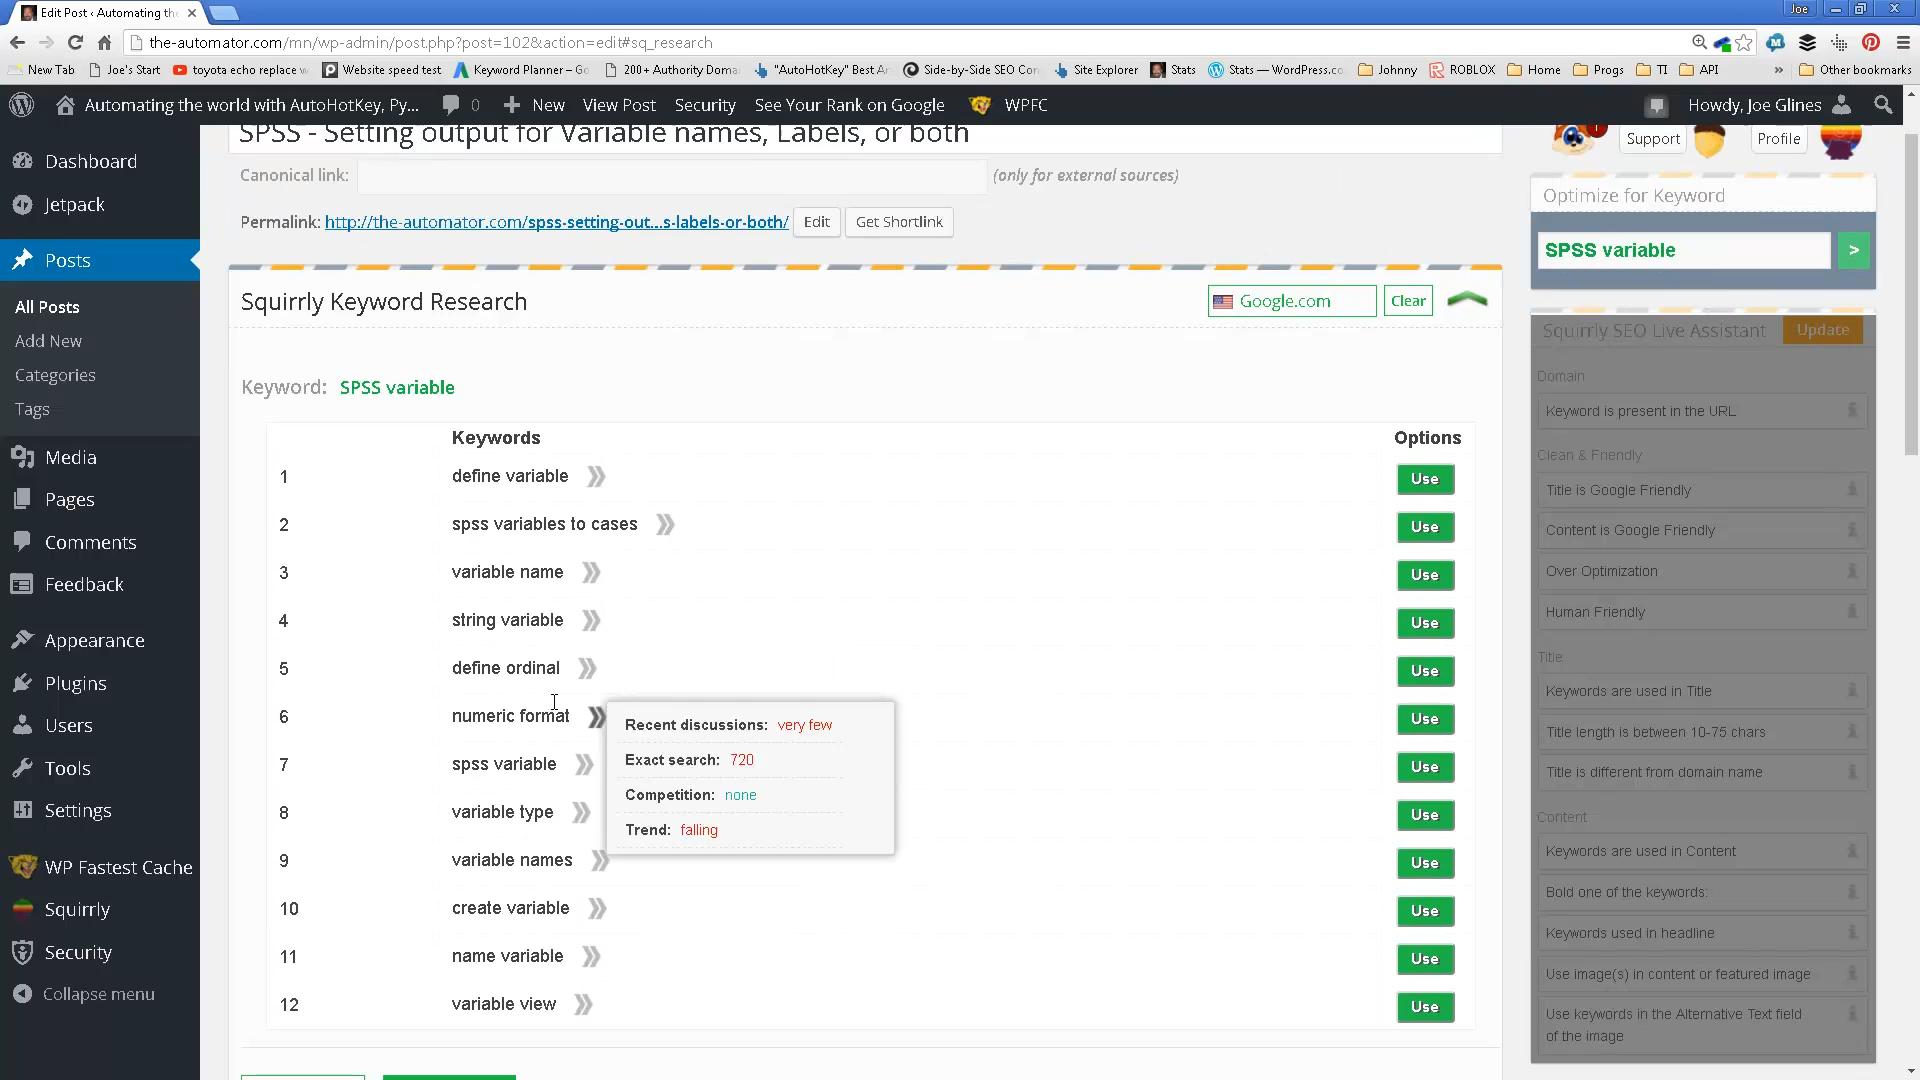 Edit Post ‹ Automating th
Joe
the-automator.com/mn/wp-admin/post.php?post=102&action=edit#sq_research
New Tab
Joe's Start
toyota echo replace
Website speed test
Keyword Planner – Go
200+ Authority Doma
"AutoHotKey" Best Ar
Side-by-Side SEO Con
Site Explorer
Stats
Stats — WordPress.co
Johnny
ROBLOX
Home
Progs
TI
API
»
Other bookmarks
Automating the world with AutoHotKey, Py...
0
New
View Post
Security
See Your Rank on Google
WPFC
Howdy, Joe Glines
Dashboard
Jetpack
Posts
All Posts
Add New
Categories
Tags
Media
Pages
Comments
Feedback
Appearance
Plugins
Users
Tools
Settings
WP Fastest Cache
Squirrly
Security
Collapse menu
SPSS - Setting output for Variable names, Labels, or both
Canonical link:
(only for external sources)
Permalink: http://the-automator.com/spss-setting-out...s-labels-or-both/
Edit
Get Shortlink
Squirrly Keyword Research
Google.com
Clear
Keyword: SPSS variable
Keywords
Options
1 define variable Use
2 spss variables to cases Use
3 variable name Use
4 string variable Use
5 define ordinal Use
6 numeric format Use
7 spss variable Use
8 variable type Use
9 variable names Use
10 create variable Use
11 name variable Use
12 variable view Use
Recent discussions: very few
Exact search: 720
Competition: none
Trend: falling
1
Support
Profile
Optimize for Keyword
SPSS variable
>
Squirrly SEO Live Assistant
Update
Domain
Keyword is present in the URL
Clean & Friendly
Title is Google Friendly
Content is Google Friendly
Over Optimization
Human Friendly
Title
Keywords are used in Title
Title length is between 10-75 chars
Title is different from domain name
Content
Keywords are used in Content
Bold one of the keywords:
Keywords used in headline
Use image(s) in content or featured image
Use keywords in the Alternative Text field
of the image